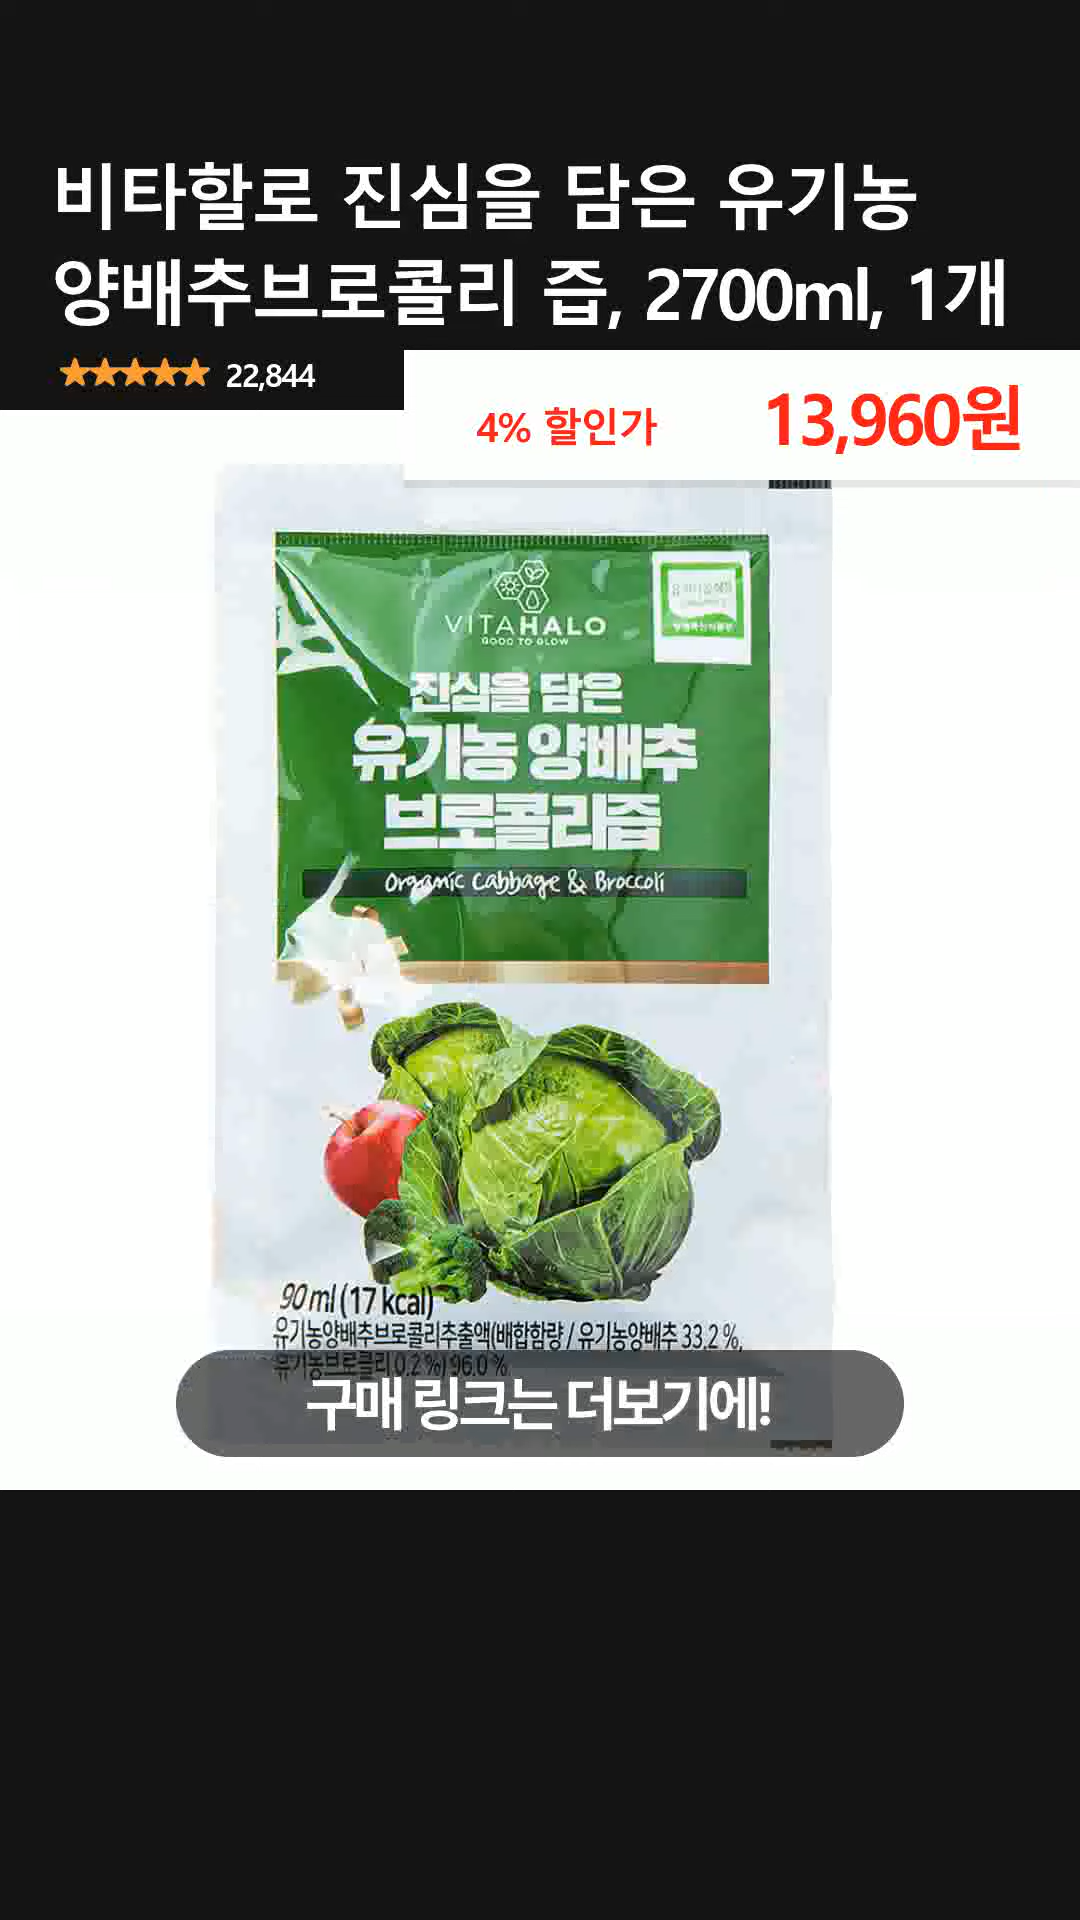 비타할로 진심을 담은 유기농
양배추브로콜리 즙, 2700ml, 1개
22,844
4% 할인가
13,960원
VITAHALO
GOOD TO GLOW
진심을 담은
유기농 양배추
브로콜리즙
Organic Cabbage & Broccoli
90 ml (17 kcal)
유기농양배추브로콜리추출액(배합함량 / 유기농양배추 33.2 %,
유기농브로콜리 0.2 %) 96.0 %
구매 링크는 더보기에!